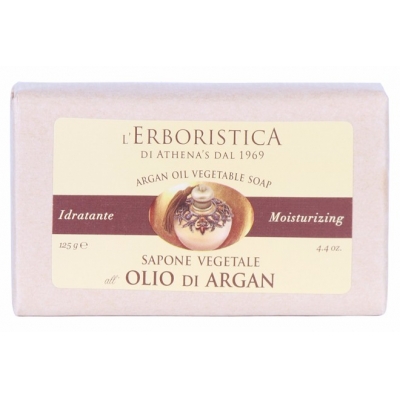 L'ERBORISTICA
DI ATHENA'S DAL 1969
ARGAN OIL VEGETABLE SOAP
Idratante Moisturizing
125 g ℮ 4.4 oz.
SAPONE VEGETALE
all' OLIO DI ARGAN